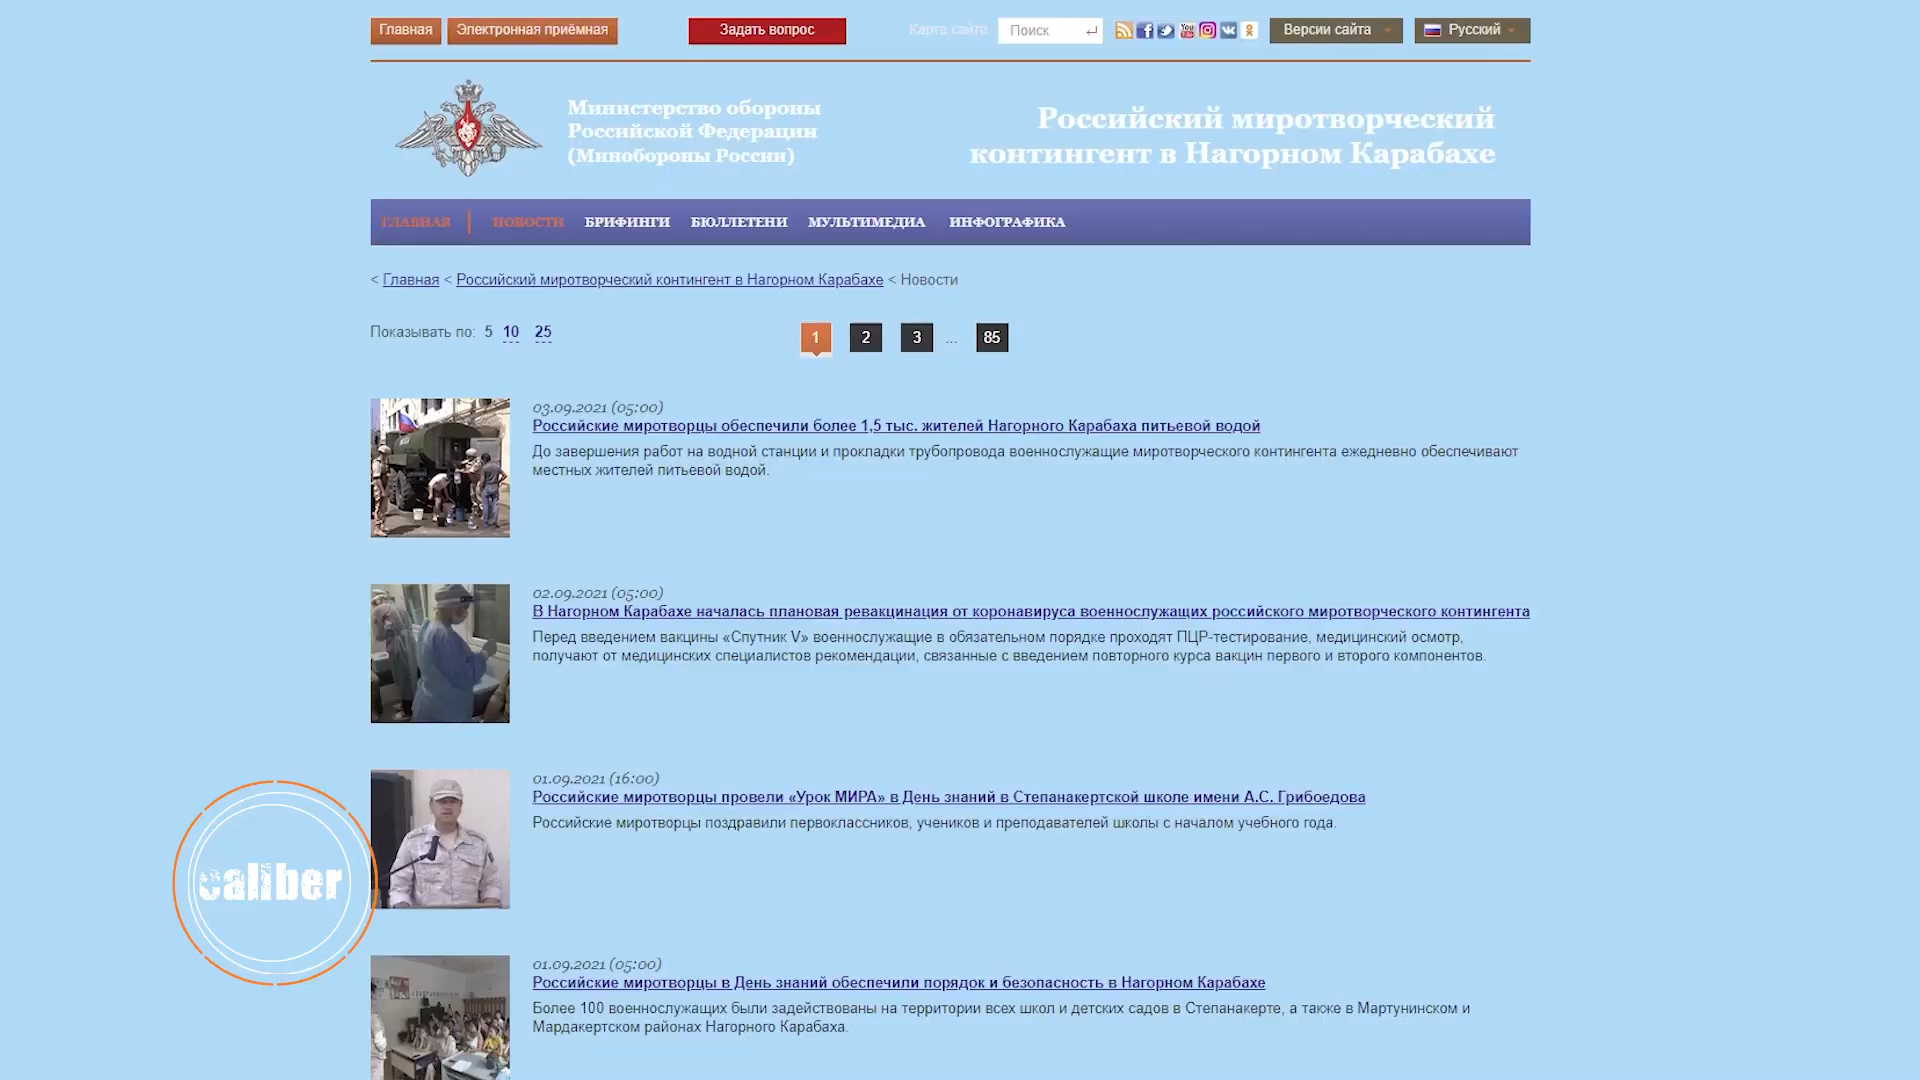 Главная
Электронная приёмная
Задать вопрос
Карта сайта
Поиск
Версии сайта
Русский
Министерство обороны
Российской Федерации
(Минобороны России)
Российский миротворческий
контингент в Нагорном Карабахе
ГЛАВНАЯ
НОВОСТИ
БРИФИНГИ
БЮЛЛЕТЕНИ
МУЛЬТИМЕДИА
ИНФОГРАФИКА
< Главная < Российский миротворческий контингент в Нагорном Карабахе < Новости
Показывать по: 5 10 25
1 2 3 ... 85
03.09.2021 (05:00)
Российские миротворцы обеспечили более 1,5 тыс. жителей Нагорного Карабаха питьевой водой
До завершения работ на водной станции и прокладки трубопровода военнослужащие миротворческого контингента ежедневно обеспечивают
местных жителей питьевой водой.
02.09.2021 (05:00)
В Нагорном Карабахе началась плановая ревакцинация от коронавируса военнослужащих российского миротворческого контингента
Перед введением вакцины «Спутник V» военнослужащие в обязательном порядке проходят ПЦР-тестирование, медицинский осмотр,
получают от медицинских специалистов рекомендации, связанные с введением повторного курса вакцин первого и второго компонентов.
01.09.2021 (16:00)
Российские миротворцы провели «Урок МИРА» в День знаний в Степанакертской школе имени А.С. Грибоедова
Российские миротворцы поздравили первоклассников, учеников и преподавателей школы с началом учебного года.
caliber
01.09.2021 (05:00)
Российские миротворцы в День знаний обеспечили порядок и безопасность в Нагорном Карабахе
Более 100 военнослужащих были задействованы на территории всех школ и детских садов в Степанакерте, а также в Мартунинском и
Мардакертском районах Нагорного Карабаха.